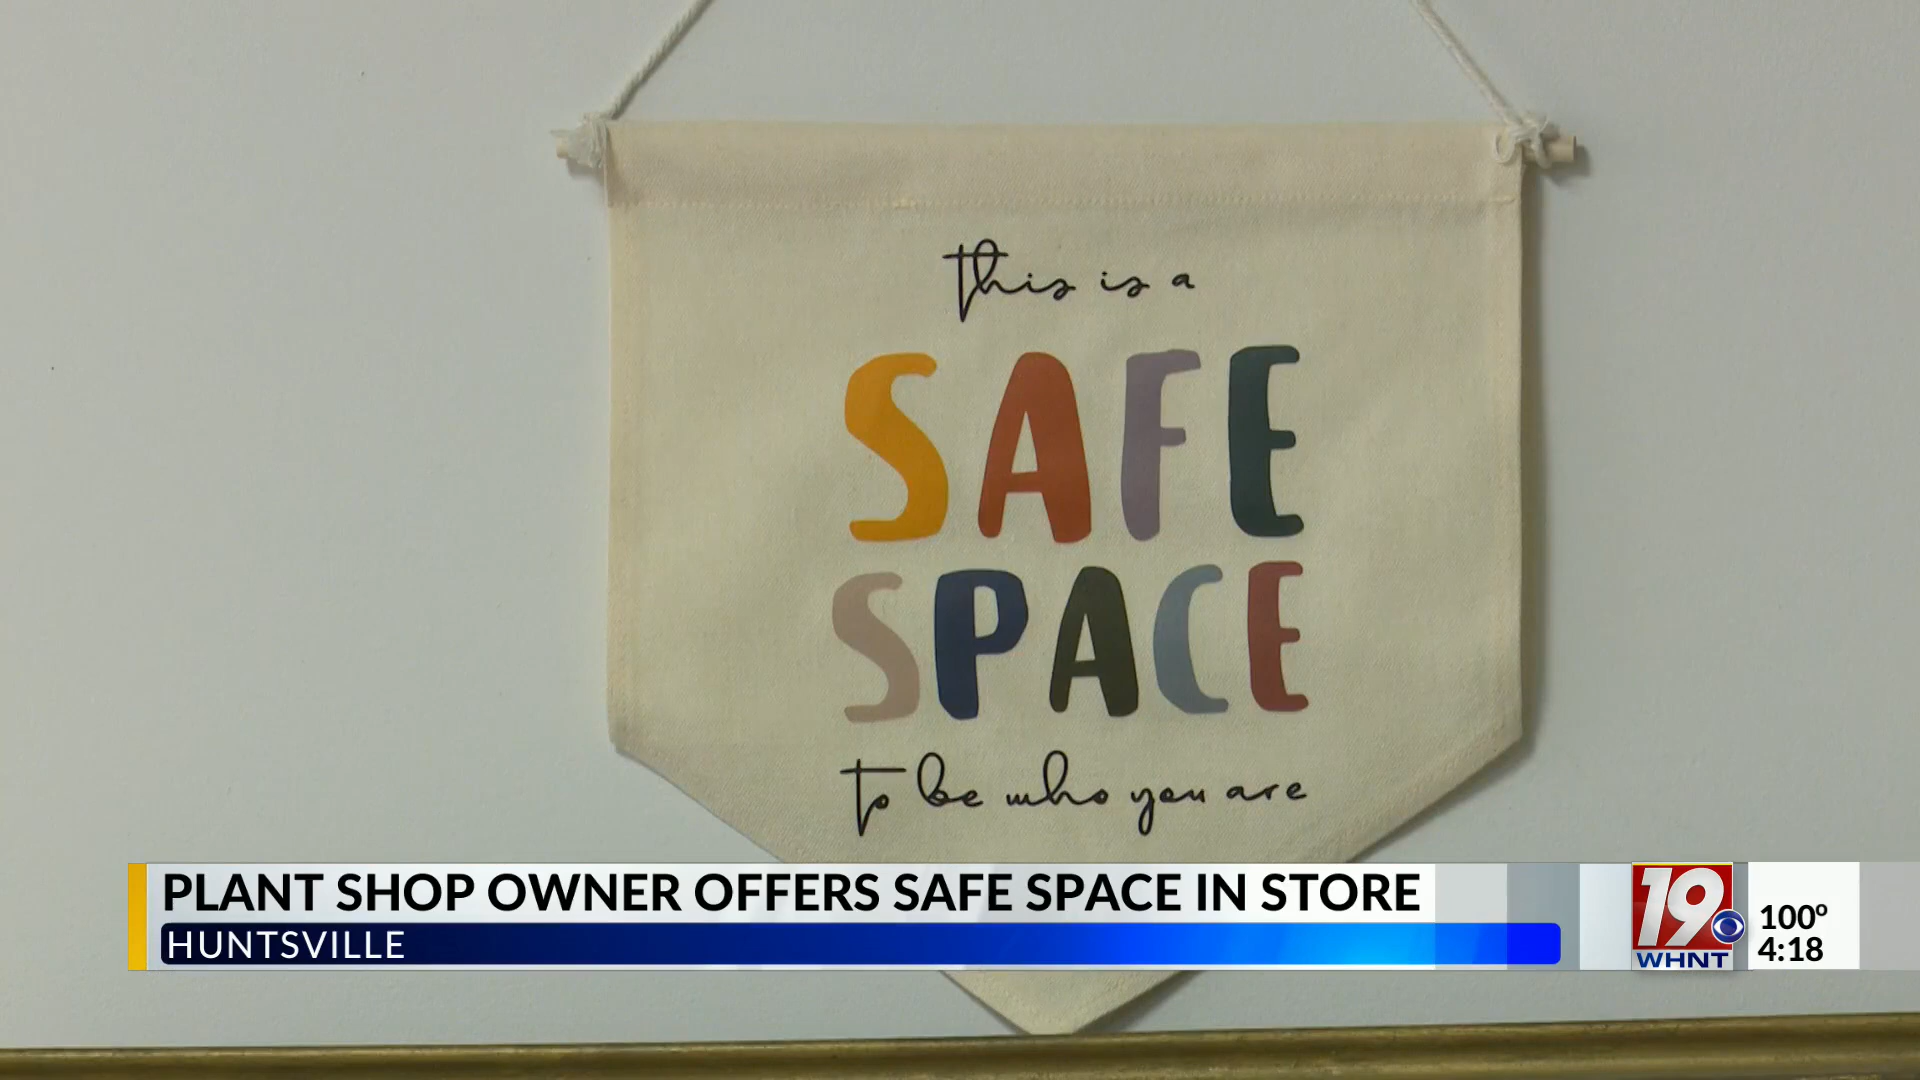 this is a
SAFE
SPACE
to be who you are
PLANT SHOP OWNER OFFERS SAFE SPACE IN STORE
HUNTSVILLE
19
WHNT
100º
4:18